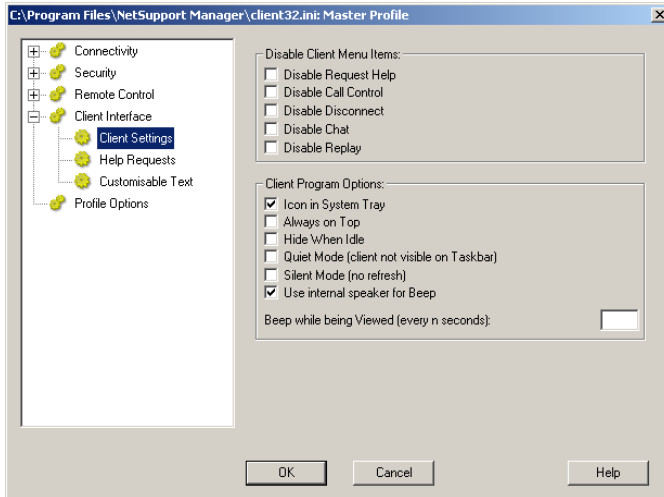 C:\Program Files\NetSupport Manager\client32.ini: Master Profile
Connectivity
Security
Remote Control
Client Interface
Client Settings
Help Requests
Customisable Text
Profile Options
Disable Client Menu Items:
Disable Request Help
Disable Call Control
Disable Disconnect
Disable Chat
Disable Replay
Client Program Options:
Icon in System Tray
Always on Top
Hide When Idle
Quiet Mode (client not visible on Taskbar)
Silent Mode (no refresh)
Use internal speaker for Beep
Beep while being Viewed (every n seconds):
OK
Cancel
Help